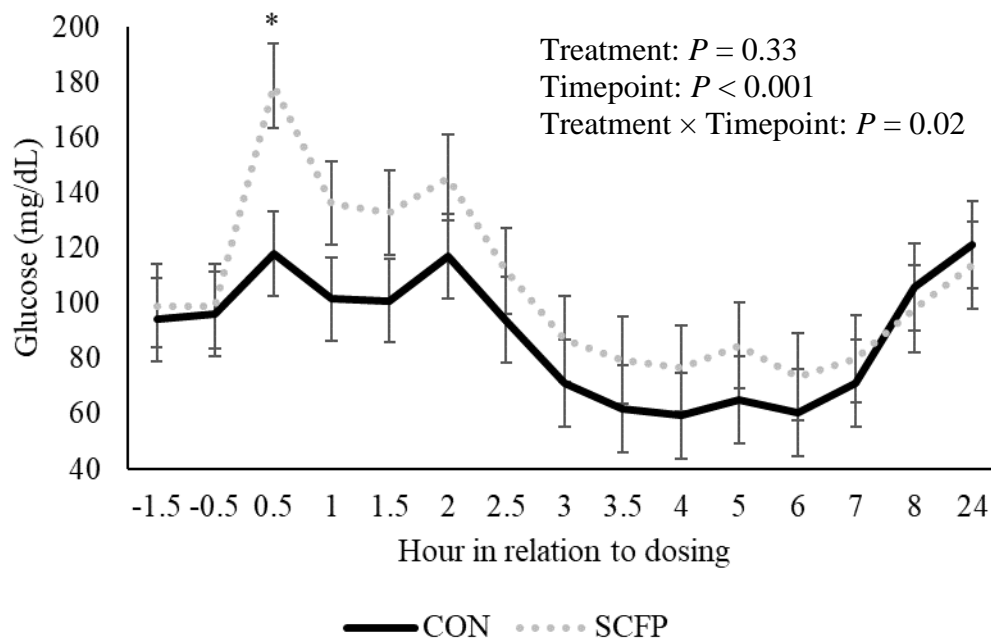 *
Treatment: P = 0.33
Timepoint: P < 0.001
Treatment × Timepoint: P = 0.02
Glucose (mg/dL)
200
180
160
140
120
100
80
60
40
-1.5 -0.5 0.5 1 1.5 2 2.5 3 3.5 4 5 6 7 8 24
Hour in relation to dosing
CON SCFP